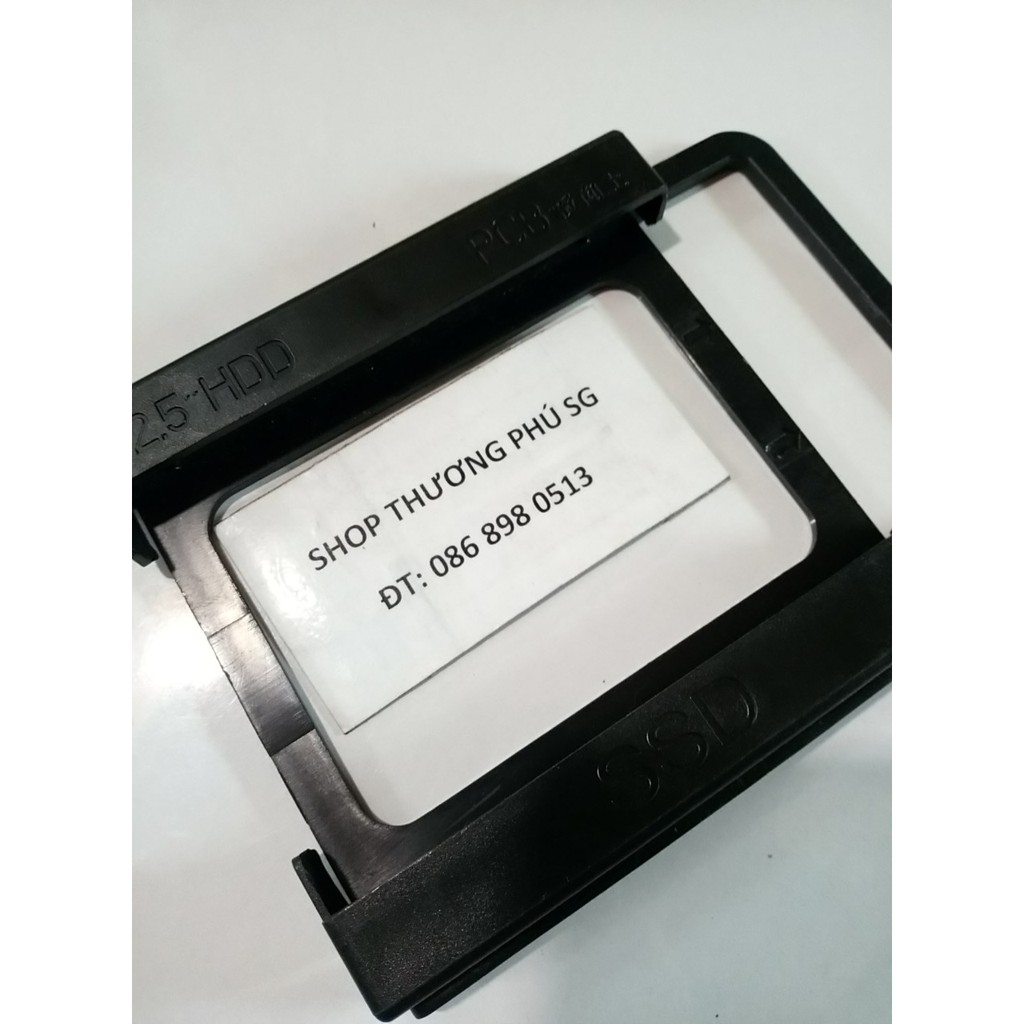 2.5"HDD
PCB
SHOP THƯƠNG PHÚ SG
ĐT: 086 898 0513
SSD